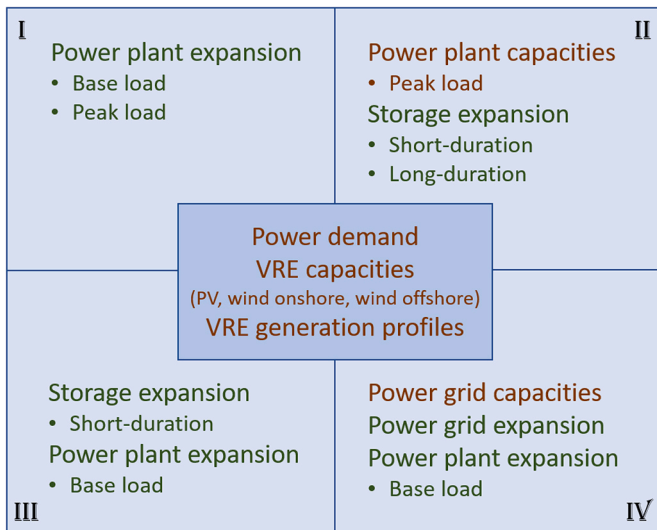 I
Power plant expansion
• Base load
• Peak load
II
Power plant capacities
• Peak load
Storage expansion
• Short-duration
• Long-duration
Power demand
VRE capacities
(PV, wind onshore, wind offshore)
VRE generation profiles
Storage expansion
• Short-duration
Power plant expansion
• Base load
III
Power grid capacities
Power grid expansion
Power plant expansion
• Base load
IV